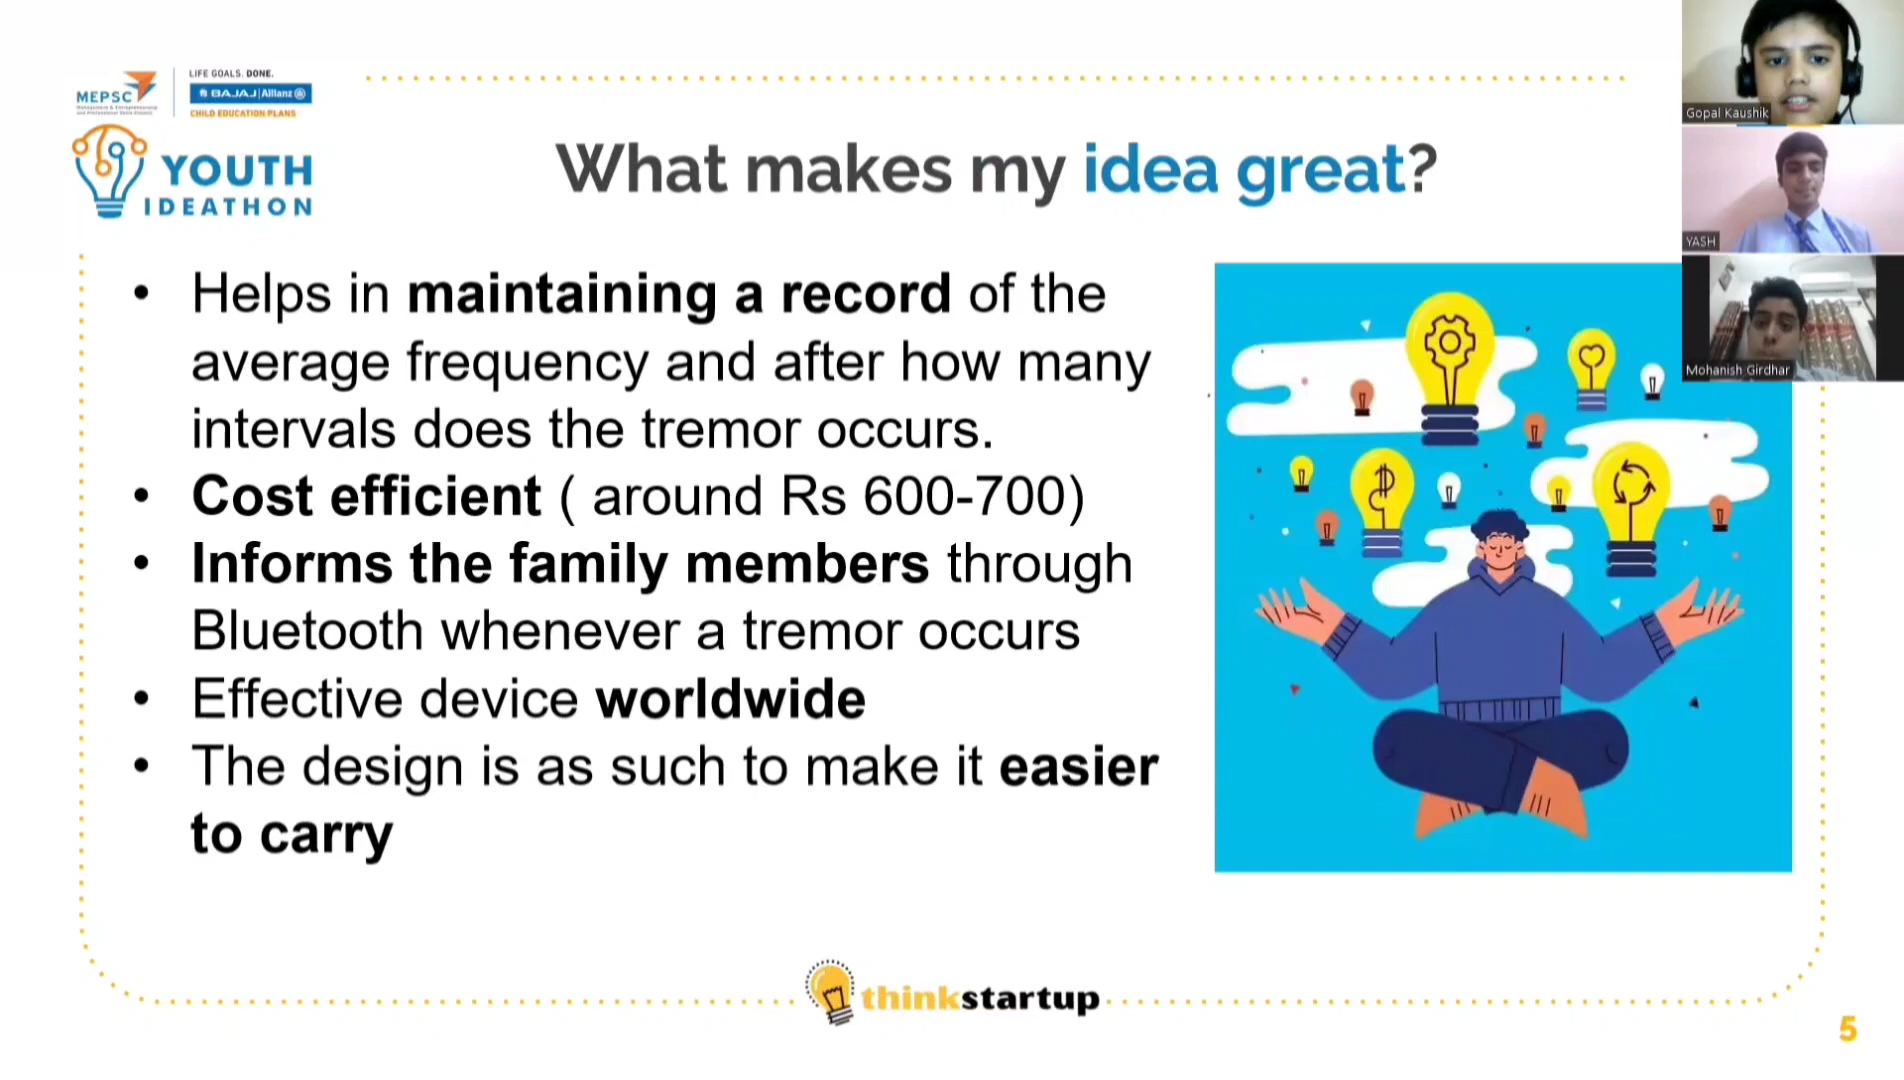 MEPSC
LIFE GOALS. DONE.
BAJAJ | Allianz
CHILD EDUCATION PLANS
YOUTH
IDEATHON
What makes my idea great?
• Helps in maintaining a record of the
average frequency and after how many
intervals does the tremor occurs.
• Cost efficient ( around Rs 600-700)
• Informs the family members through
Bluetooth whenever a tremor occurs
• Effective device worldwide
• The design is as such to make it easier
to carry
Gopal Kaushik
YASH
Mohanish Girdhar
thinkstartup
5